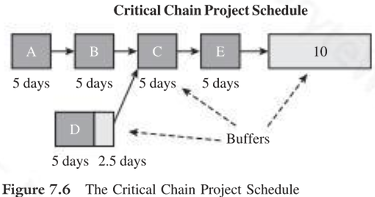 Critical Chain Project Schedule
A B C E 10
5 days 5 days 5 days 5 days
D
Buffers
5 days 2.5 days
Figure 7.6 The Critical Chain Project Schedule